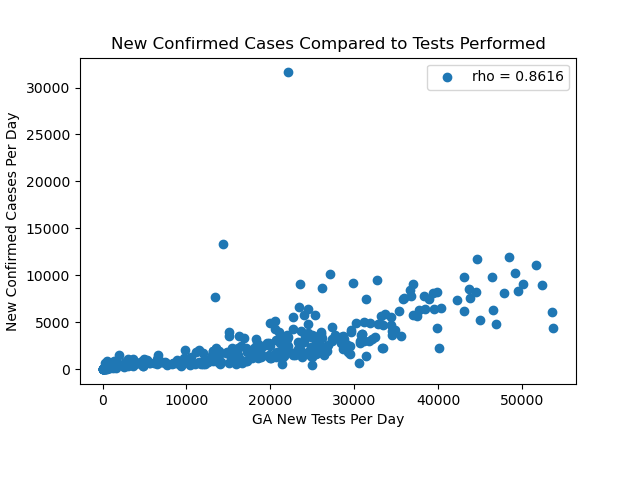 New Confirmed Cases Compared to Tests Performed
rho = 0.8616
New Confirmed Caeses Per Day
30000
25000
20000
15000
10000
5000
0
0 10000 20000 30000 40000 50000
GA New Tests Per Day